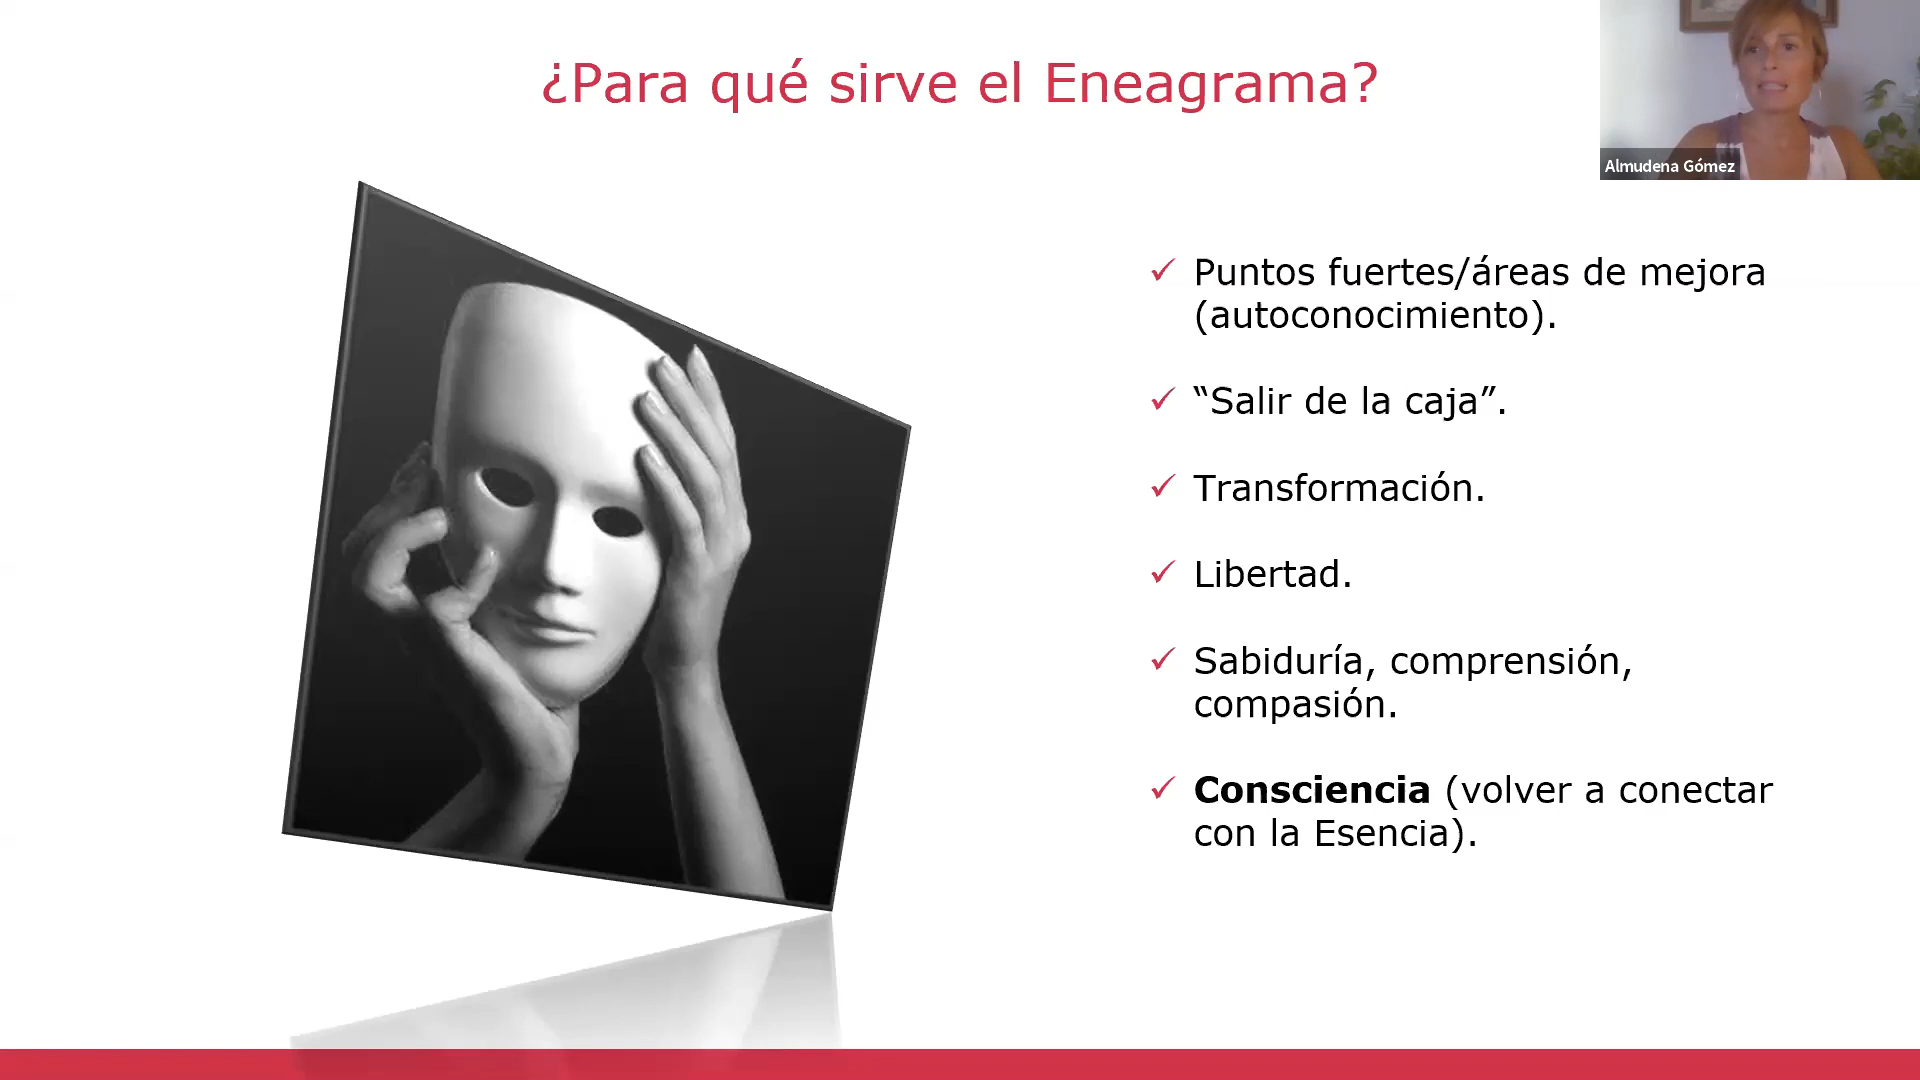 ¿Para qué sirve el Eneagrama?
Almudena Gómez
✓ Puntos fuertes/áreas de mejora
(autoconocimiento).
✓ “Salir de la caja”.
✓ Transformación.
✓ Libertad.
✓ Sabiduría, comprensión,
compasión.
✓ Consciencia (volver a conectar
con la Esencia).